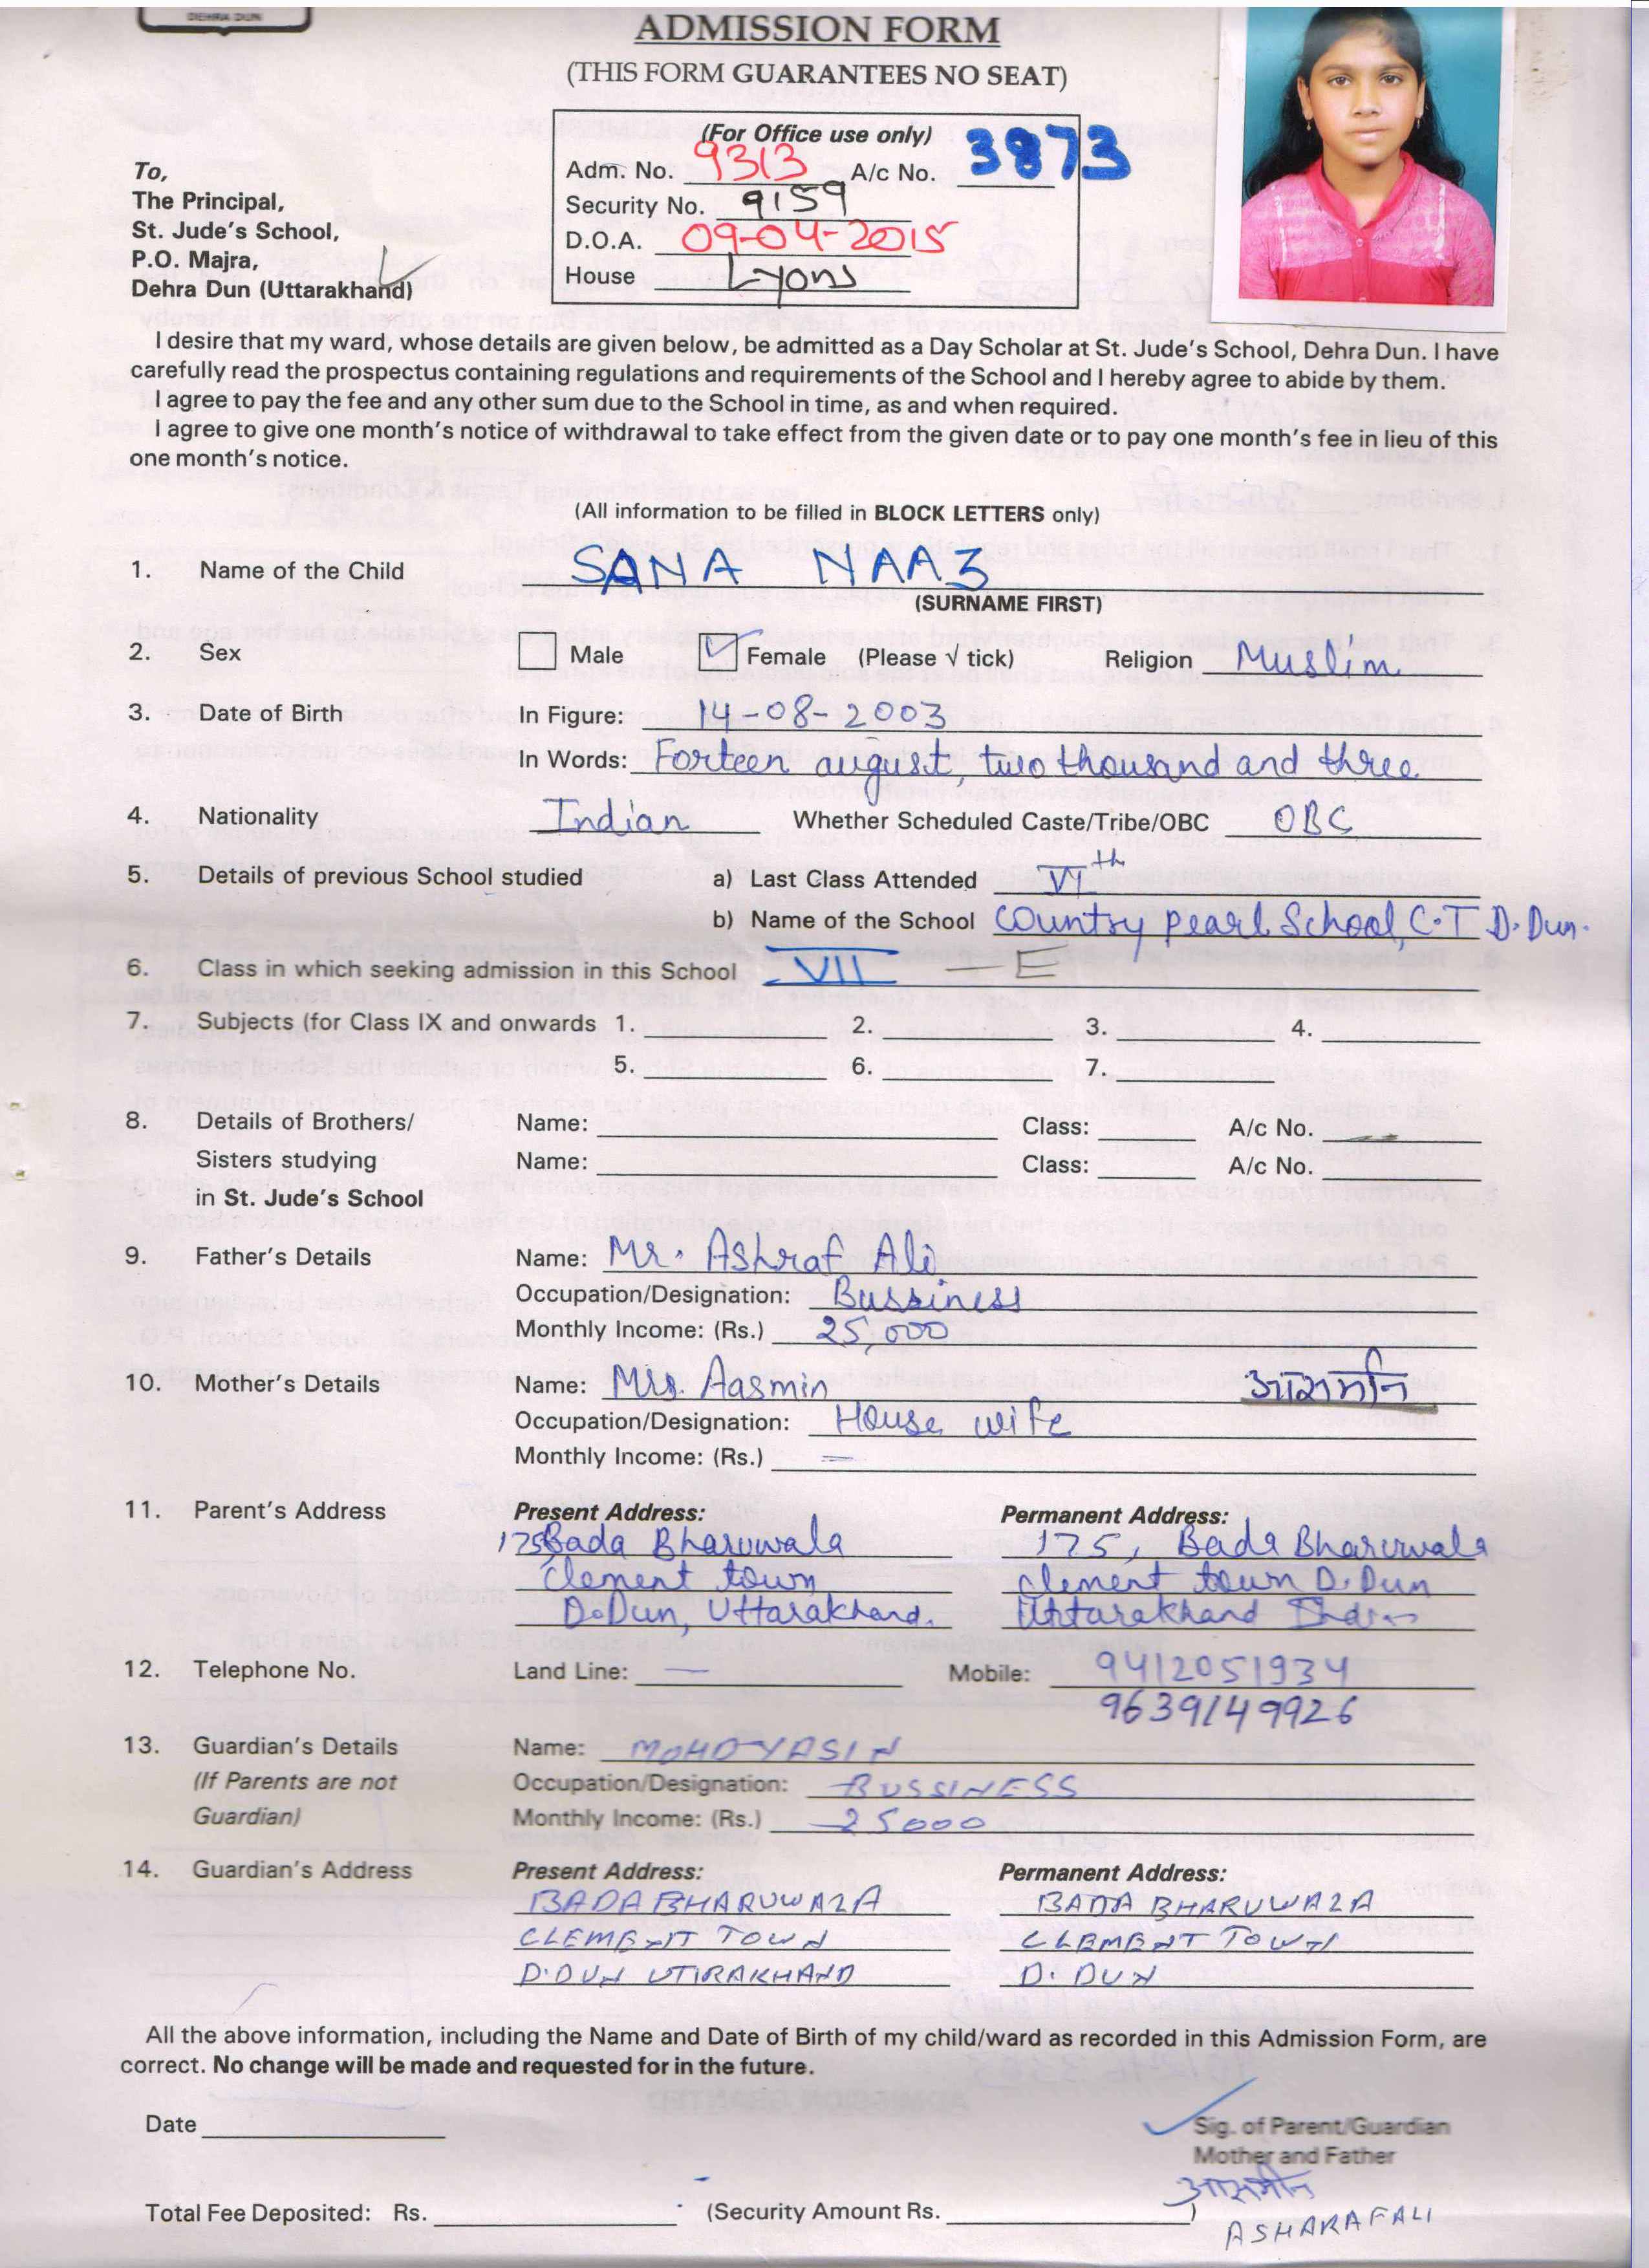 DEHRA DUN
ADMISSION FORM
(THIS FORM GUARANTEES NO SEAT)
(For Office use only)
Adm. No. 9313 A/c No. 3873
Security No. 9159
D.O.A. 09-04-2015
House Lyons
To,
The Principal,
St. Jude's School,
P.O. Majra,
Dehra Dun (Uttarakhand)
I desire that my ward, whose details are given below, be admitted as a Day Scholar at St. Jude's School, Dehra Dun. I have
carefully read the prospectus containing regulations and requirements of the School and I hereby agree to abide by them.
I agree to pay the fee and any other sum due to the School in time, as and when required.
I agree to give one month's notice of withdrawal to take effect from the given date or to pay one month's fee in lieu of this
one month's notice.
(All information to be filled in BLOCK LETTERS only)
1. Name of the Child SANA NAAZ
(SURNAME FIRST)
2. Sex Male Female (Please √ tick) Religion Muslim
3. Date of Birth In Figure: 14-08-2003
In Words: Forteen august, two thousand and three
4. Nationality Indian Whether Scheduled Caste/Tribe/OBC OBC
5. Details of previous School studied a) Last Class Attended VIth
b) Name of the School Country Pearl School, C.T D.Dun.
6. Class in which seeking admission in this School VII - E
7. Subjects (for Class IX and onwards 1. 2. 3. 4.
5. 6. 7.
8. Details of Brothers/ Name: Class: A/c No.
Sisters studying Name: Class: A/c No.
in St. Jude's School
9. Father's Details Name: Mr. Ashraf Ali
Occupation/Designation: Bussiness
Monthly Income: (Rs.) 25,000
10. Mother's Details Name: Mrs. Aasmin
Occupation/Designation: House wife
Monthly Income: (Rs.) —
11. Parent's Address Present Address: Permanent Address:
175 Bada Bharuwala 175, Bada Bharuwala
Clement town Clement town D.Dun
D.Dun, Uttarakhand. Uttarakhand India
12. Telephone No. Land Line: — Mobile: 9412051934
9639149926
13. Guardian's Details Name: MOHD YASIN
(If Parents are not Occupation/Designation: BUSSINESS
Guardian) Monthly Income: (Rs.) 25000
14. Guardian's Address Present Address: Permanent Address:
BADA BHARUWALA BADA BHARUWALA
CLEMENT TOWN CLEMENT TOWN
D.DUN UTIRAKHAND D. DUN
All the above information, including the Name and Date of Birth of my child/ward as recorded in this Admission Form, are
correct. No change will be made and requested for in the future.
Date Sig. of Parent/Guardian
Mother and Father
Total Fee Deposited: Rs. (Security Amount Rs. )
ASHARAFALI